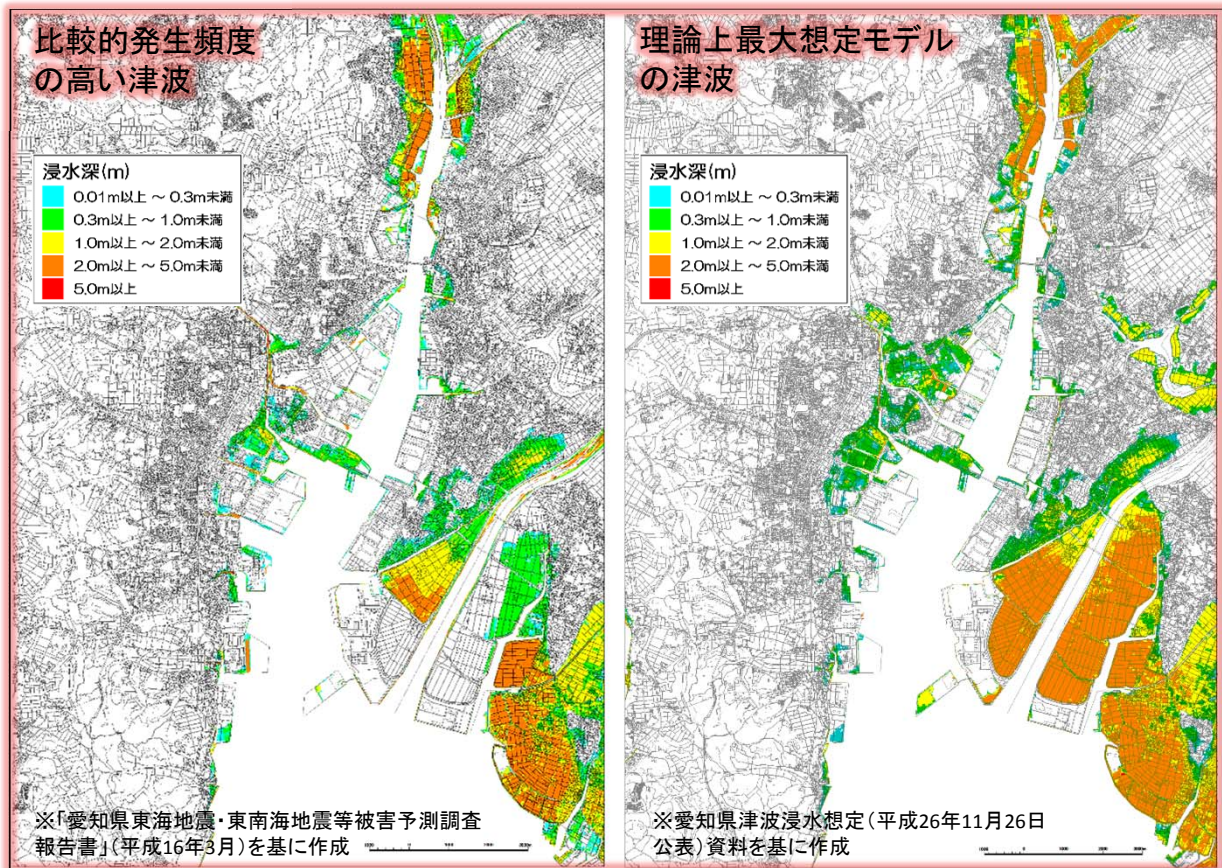 比較的発生頻度
の高い津波
浸水深(m)
0.01m以上 ~ 0.3m未満
0.3m以上 ~ 1.0m未満
1.0m以上 ~ 2.0m未満
2.0m以上 ~ 5.0m未満
5.0m以上
※「愛知県東海地震・東南海地震等被害予測調査
報告書」(平成16年3月)を基に作成
理論上最大想定モデル
の津波
浸水深(m)
0.01m以上 ~ 0.3m未満
0.3m以上 ~ 1.0m未満
1.0m以上 ~ 2.0m未満
2.0m以上 ~ 5.0m未満
5.0m以上
※愛知県津波浸水想定(平成26年11月26日
公表)資料を基に作成